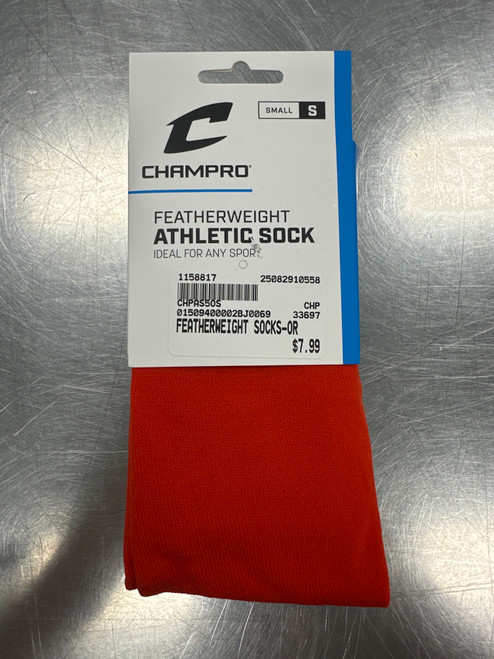 SMALL S
CHAMPRO®
FEATHERWEIGHT
ATHLETIC SOCK
IDEAL FOR ANY SPORT.
1158817 25082910558
CHPAS5OS CHP
01509400002BJ0069 33697
FEATHERWEIGHT SOCKS-OR
$7.99